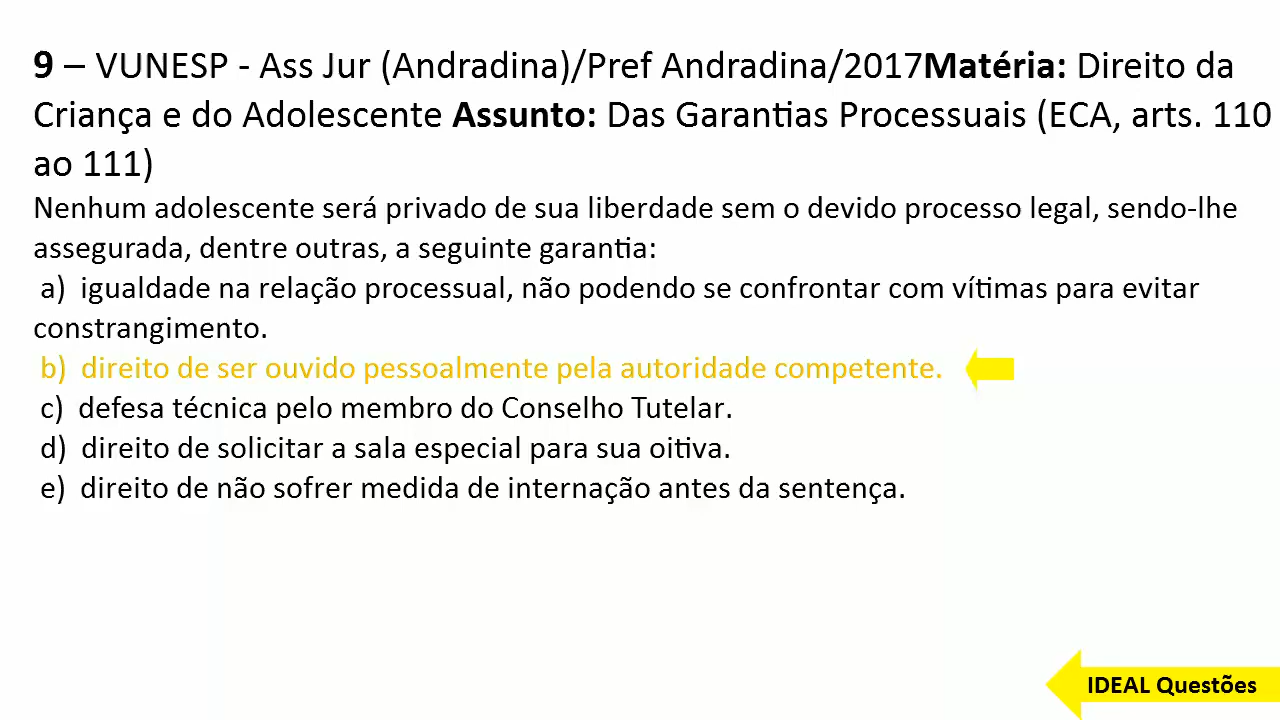 9 – VUNESP - Ass Jur (Andradina)/Pref Andradina/2017Matéria: Direito da
Criança e do Adolescente Assunto: Das Garantias Processuais (ECA, arts. 110
ao 111)
Nenhum adolescente será privado de sua liberdade sem o devido processo legal, sendo-lhe
assegurada, dentre outras, a seguinte garantia:
a) igualdade na relação processual, não podendo se confrontar com vítimas para evitar
constrangimento.
b) direito de ser ouvido pessoalmente pela autoridade competente.
c) defesa técnica pelo membro do Conselho Tutelar.
d) direito de solicitar a sala especial para sua oitiva.
e) direito de não sofrer medida de internação antes da sentença.
IDEAL Questões